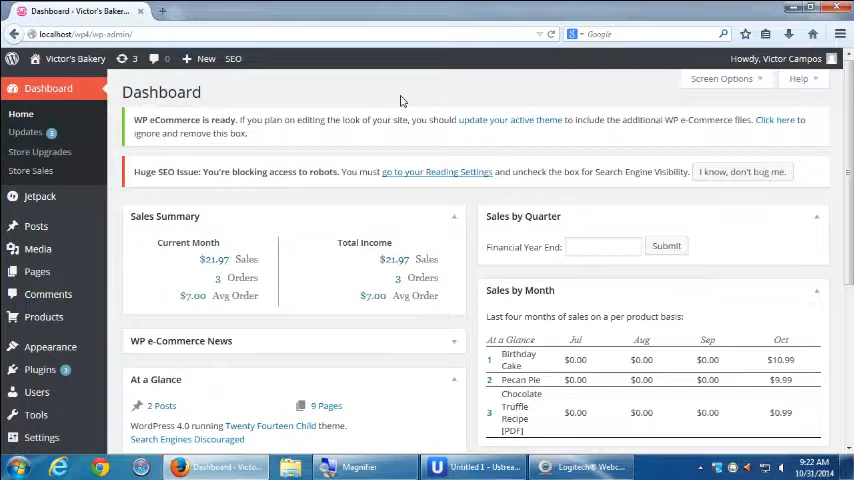 Dashboard ‹ Victor's Bakery...
localhost/wp4/wp-admin/
Google
Victor's Bakery
3
0
New
SEO
Howdy, Victor Campos
Dashboard
Screen Options
Help
Dashboard
Home
Updates 3
Store Upgrades
Store Sales
Jetpack
Posts
Media
Pages
Comments
Products
Appearance
Plugins 3
Users
Tools
Settings
WP eCommerce is ready. If you plan on editing the look of your site, you should update your active theme to include the additional WP e-Commerce files. Click here to
ignore and remove this box.
Huge SEO Issue: You're blocking access to robots. You must go to your Reading Settings and uncheck the box for Search Engine Visibility.
I know, don't bug me.
Sales Summary
Current Month
Total Income
$21.97 Sales
$21.97 Sales
3 Orders
3 Orders
$7.00 Avg Order
$7.00 Avg Order
WP e-Commerce News
At a Glance
2 Posts
9 Pages
WordPress 4.0 running Twenty Fourteen Child theme.
Search Engines Discouraged
Sales by Quarter
Financial Year End:
Submit
Sales by Month
Last four months of sales on a per product basis:
At a Glance Jul Aug Sep Oct
1 Birthday Cake $0.00 $0.00 $0.00 $10.99
2 Pecan Pie $0.00 $0.00 $0.00 $9.99
3 Chocolate Truffle Recipe [PDF] $0.00 $0.00 $0.00 $0.99
Dashboard ‹ Victo...
Magnifier
Untitled 1 - Ustrea...
Logitech® Webc...
9:22 AM
10/31/2014